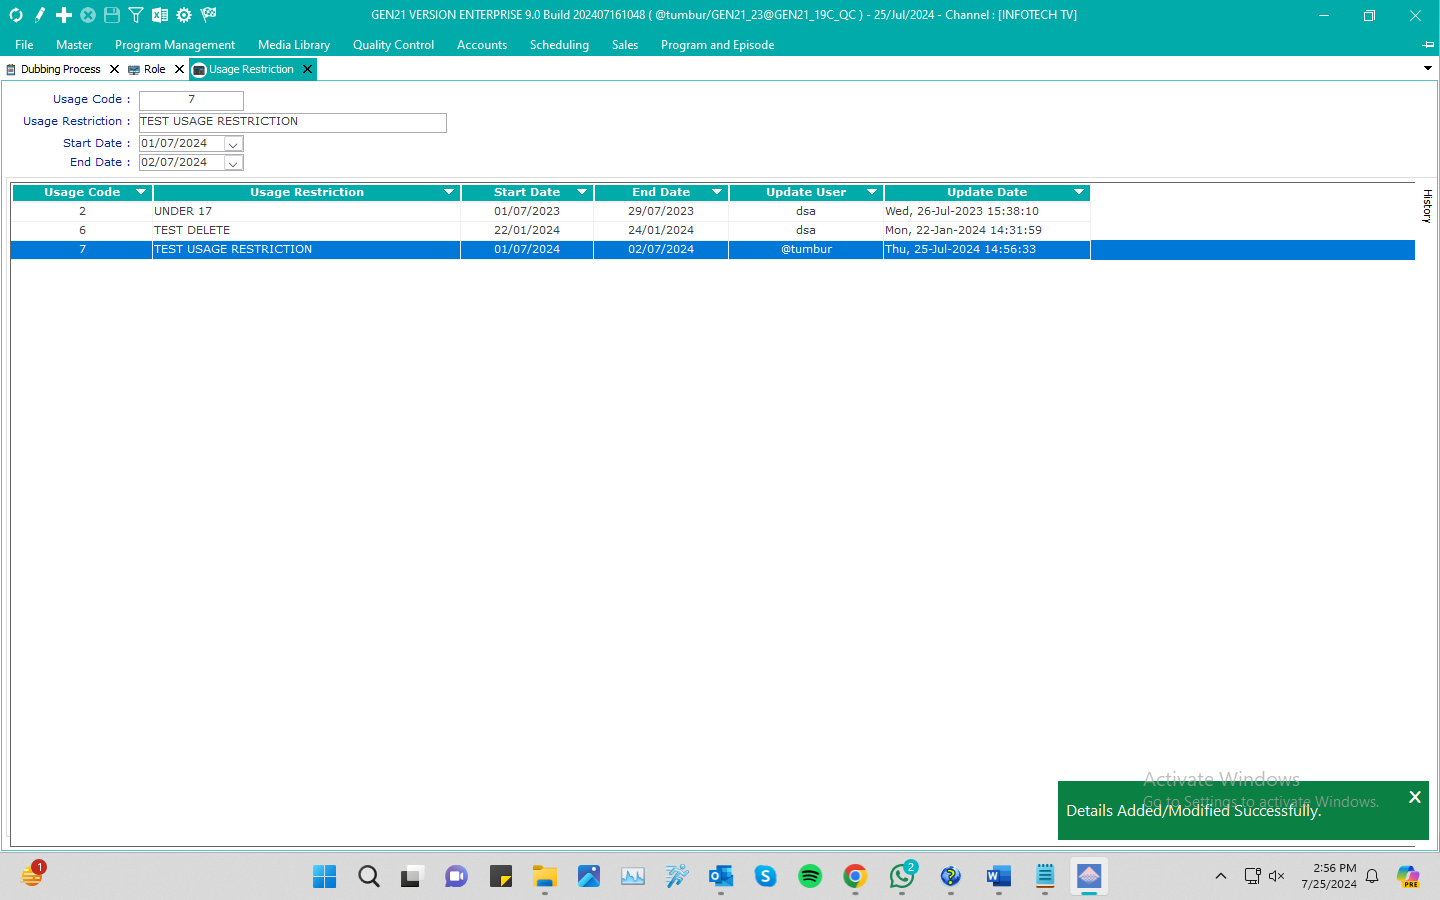 GEN21 VERSION ENTERPRISE 9.0 Build 202407161048 ( @tumbur/GEN21_23@GEN21_19C_QC ) - 25/Jul/2024 - Channel : [INFOTECH TV]
File Master Program Management Media Library Quality Control Accounts Scheduling Sales Program and Episode
Dubbing Process Role Usage Restriction
Usage Code : 7
Usage Restriction : TEST USAGE RESTRICTION
Start Date : 01/07/2024
End Date : 02/07/2024
Usage Code Usage Restriction Start Date End Date Update User Update Date
2 UNDER 17 01/07/2023 29/07/2023 dsa Wed, 26-Jul-2023 15:38:10
6 TEST DELETE 22/01/2024 24/01/2024 dsa Mon, 22-Jan-2024 14:31:59
7 TEST USAGE RESTRICTION 01/07/2024 02/07/2024 @tumbur Thu, 25-Jul-2024 14:56:33
History
Activate Windows
Go to Settings to activate Windows.
Details Added/Modified Successfully.
1
2
2:56 PM
7/25/2024
PRE